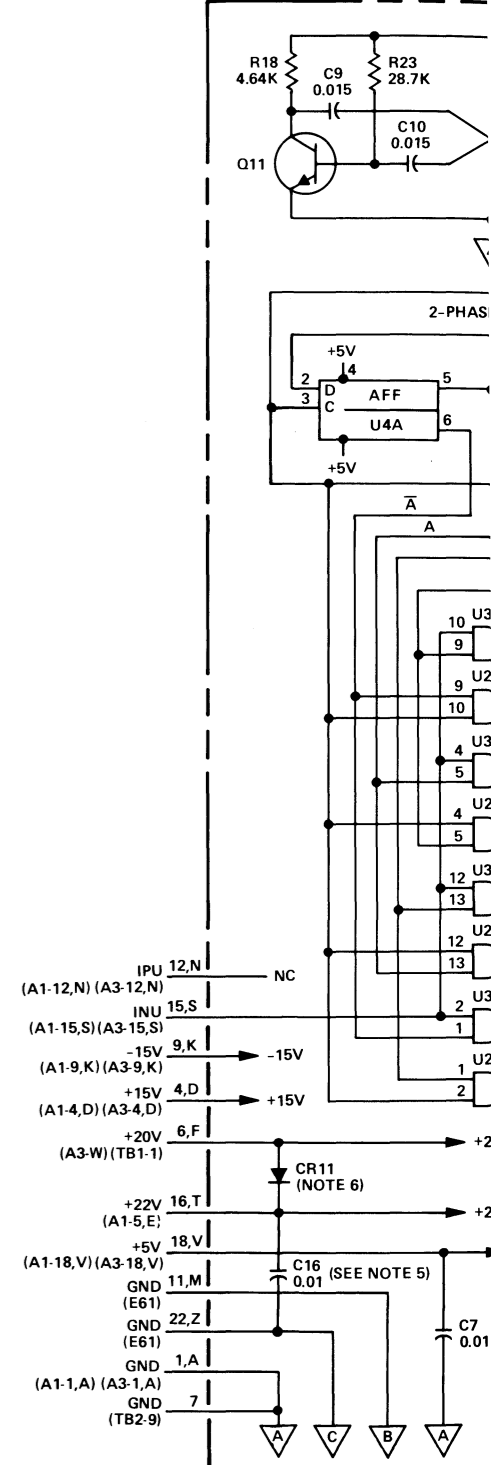 R18
4.64K
C9
0.015
R23
28.7K
C10
0.015
Q11
2-PHAS
+5V
4
2
D
AFF
5
3
C
U4A
6
+5V
A̅
A
U3
10
9
U2
9
10
U3
4
5
U2
4
5
U3
12
13
U2
12
13
U3
2
1
U2
1
2
IPU 12,N
NC
(A1-12,N) (A3-12,N)
INU 15,S
(A1-15,S) (A3-15,S)
-15V 9,K
-15V
(A1-9,K) (A3-9,K)
+15V 4,D
+15V
(A1-4,D) (A3-4,D)
+20V 6,F
+2
(A3-W) (TB1-1)
CR11
(NOTE 6)
+22V 16,T
+2
(A1-5,E)
+5V 18,V
(A1-18,V) (A3-18,V)
C16
0.01 (SEE NOTE 5)
GND 11,M
(E61)
GND 22,Z
(E61)
C7
0.01
GND 1,A
(A1-1,A) (A3-1,A)
GND 7
(TB2-9)
A
C
B
A